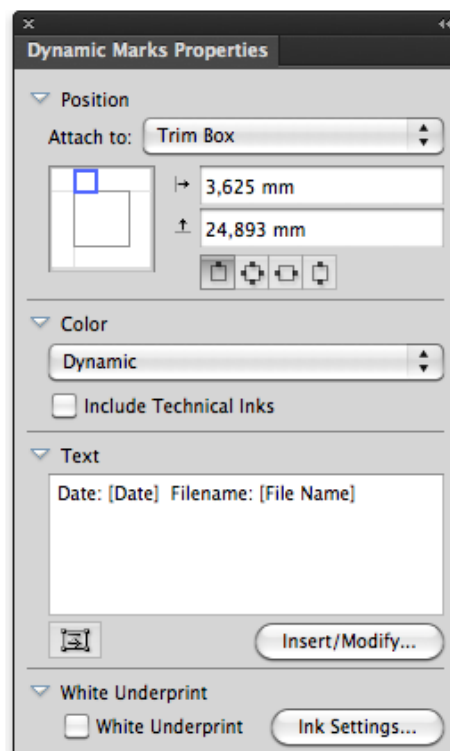 Dynamic Marks Properties
Position
Attach to: Trim Box
3,625 mm
24,893 mm
Color
Dynamic
Include Technical Inks
Text
Date: [Date]  Filename: [File Name]
Insert/Modify...
White Underprint
White Underprint Ink Settings...